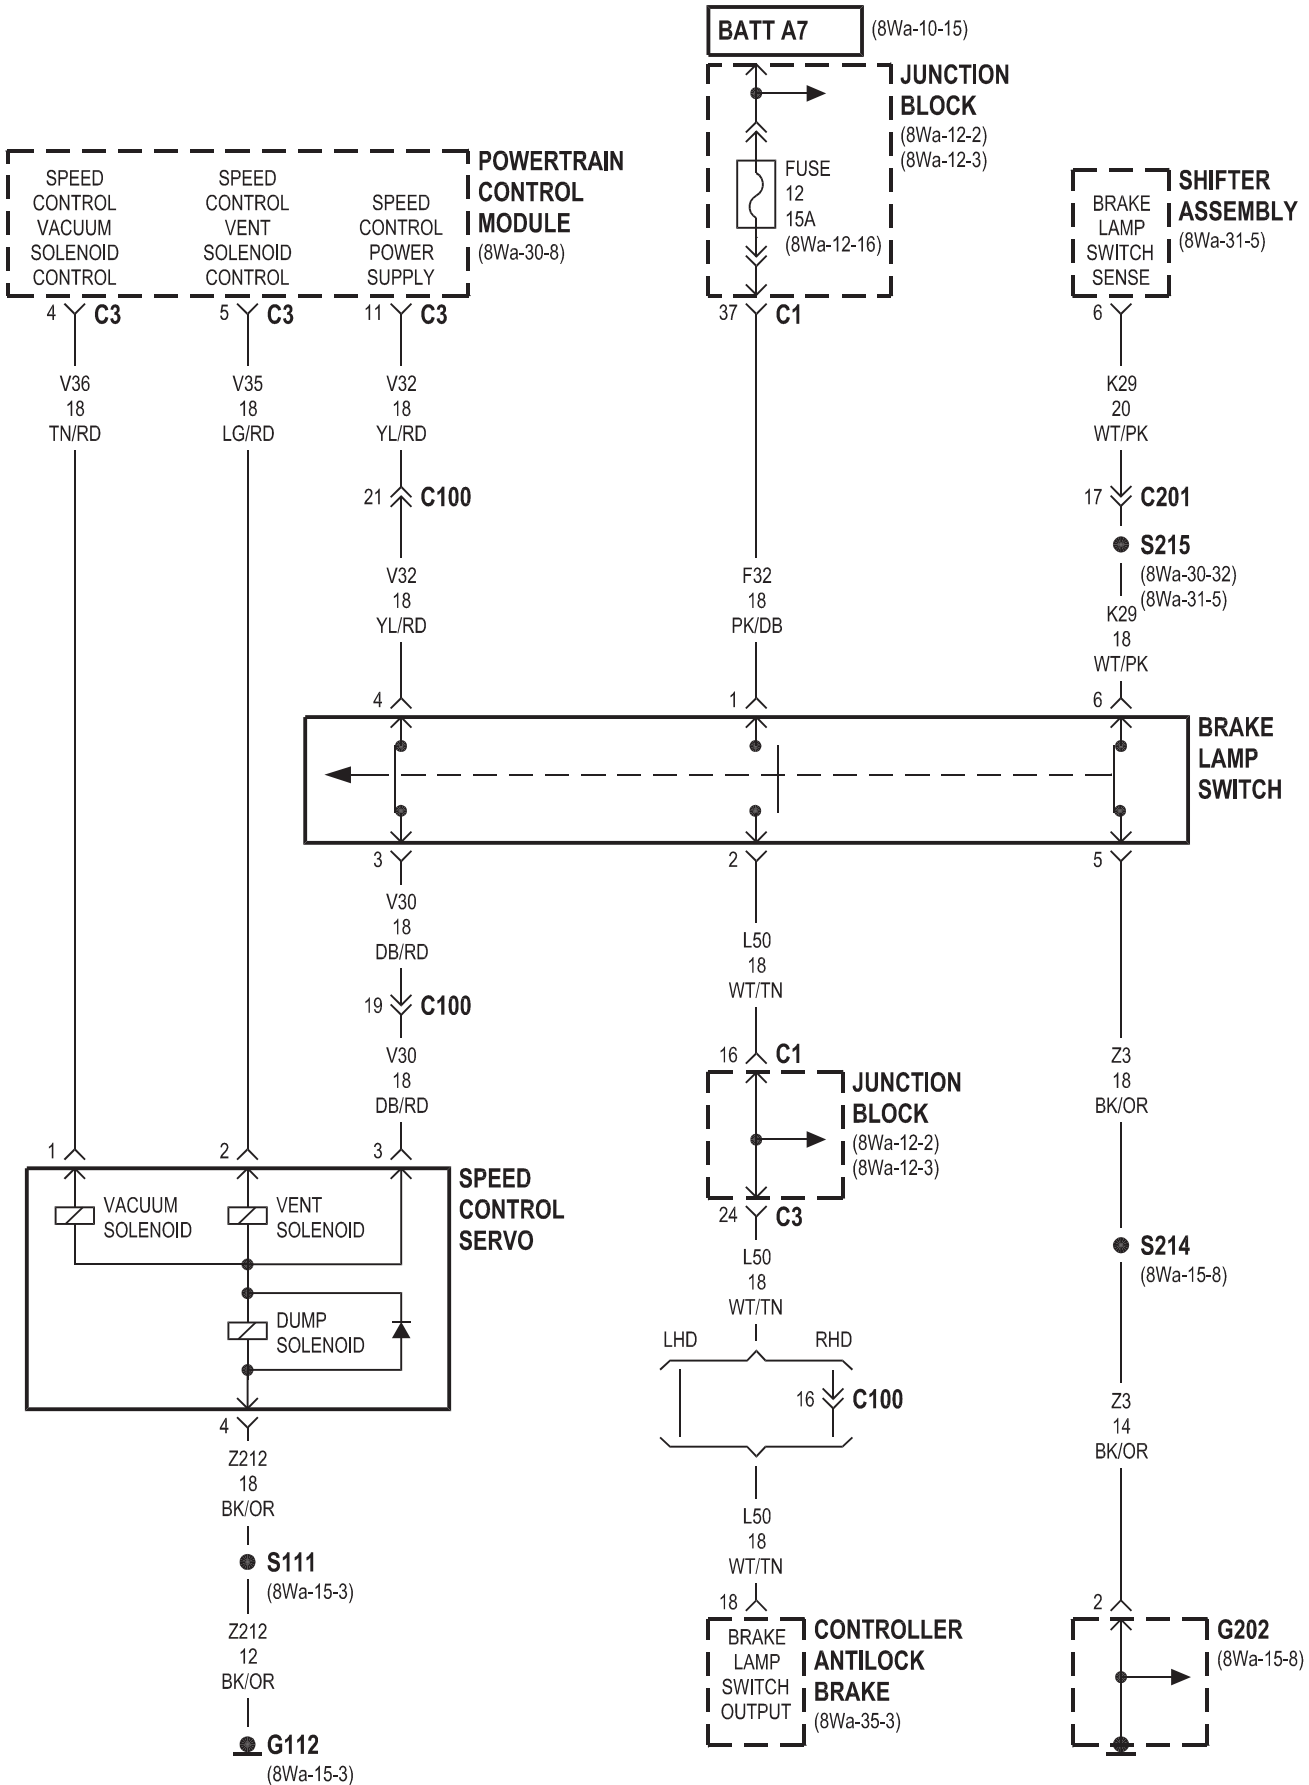 BATT A7
(8Wa-10-15)
JUNCTION
BLOCK
(8Wa-12-2)
(8Wa-12-3)
FUSE
12
15A
(8Wa-12-16)
37
C1
SPEED
CONTROL
VACUUM
SOLENOID
CONTROL
SPEED
CONTROL
VENT
SOLENOID
CONTROL
SPEED
CONTROL
POWER
SUPPLY
POWERTRAIN
CONTROL
MODULE
(8Wa-30-8)
4
C3
5
C3
11
C3
BRAKE
LAMP
SWITCH
SENSE
SHIFTER
ASSEMBLY
(8Wa-31-5)
6
V36
18
TN/RD
V35
18
LG/RD
V32
18
YL/RD
K29
20
WT/PK
21
C100
17
C201
S215
(8Wa-30-32)
(8Wa-31-5)
V32
18
YL/RD
F32
18
PK/DB
K29
18
WT/PK
4
1
6
BRAKE
LAMP
SWITCH
3
2
5
V30
18
DB/RD
L50
18
WT/TN
19
C100
V30
18
DB/RD
16
C1
Z3
18
BK/OR
JUNCTION
BLOCK
(8Wa-12-2)
(8Wa-12-3)
1
2
3
VACUUM
SOLENOID
VENT
SOLENOID
DUMP
SOLENOID
SPEED
CONTROL
SERVO
24
C3
S214
(8Wa-15-8)
L50
18
WT/TN
LHD
RHD
16
C100
Z3
14
BK/OR
4
Z212
18
BK/OR
S111
(8Wa-15-3)
Z212
12
BK/OR
G112
(8Wa-15-3)
L50
18
WT/TN
18
BRAKE
LAMP
SWITCH
OUTPUT
CONTROLLER
ANTILOCK
BRAKE
(8Wa-35-3)
2
G202
(8Wa-15-8)